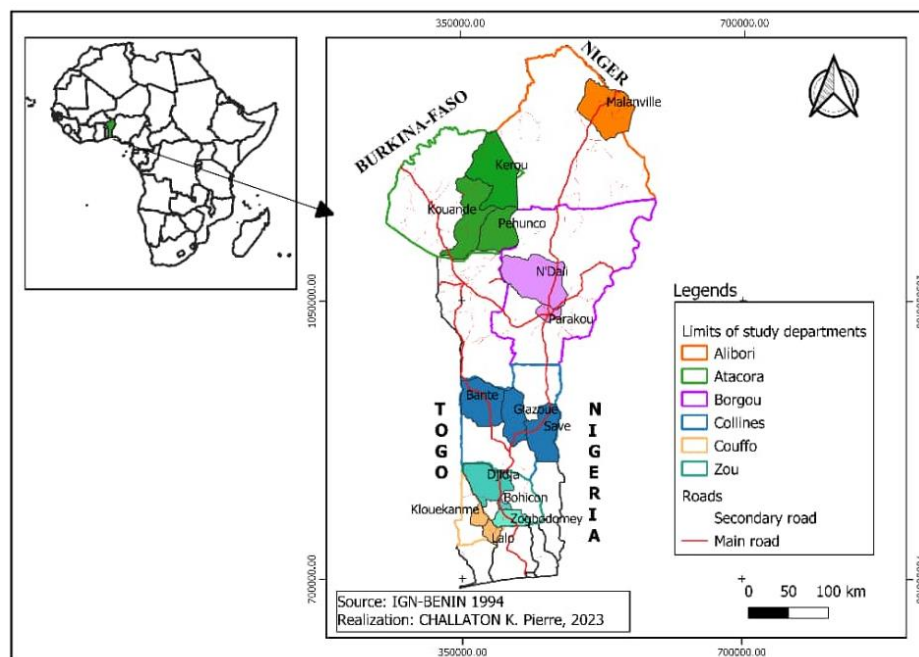 350000.00
700000.00
NIGER
BURKINA-FASO
Malanville
Kerou
Kouande
Pehunco
N'Dali
Parakou
1050000.00
Legends
Limits of study departments
Alibori
Atacora
Borgou
Collines
Couffo
Zou
Roads
Secondary road
Main road
TOGO
NIGERIA
Bante
Glazoue
Save
Djidja
Bohicon
Klouekanme
Zogbodomey
Lalo
0 50 100 km
Source: IGN-BENIN 1994
Realization: CHALLATON K. Pierre, 2023
350000.00
700000.00